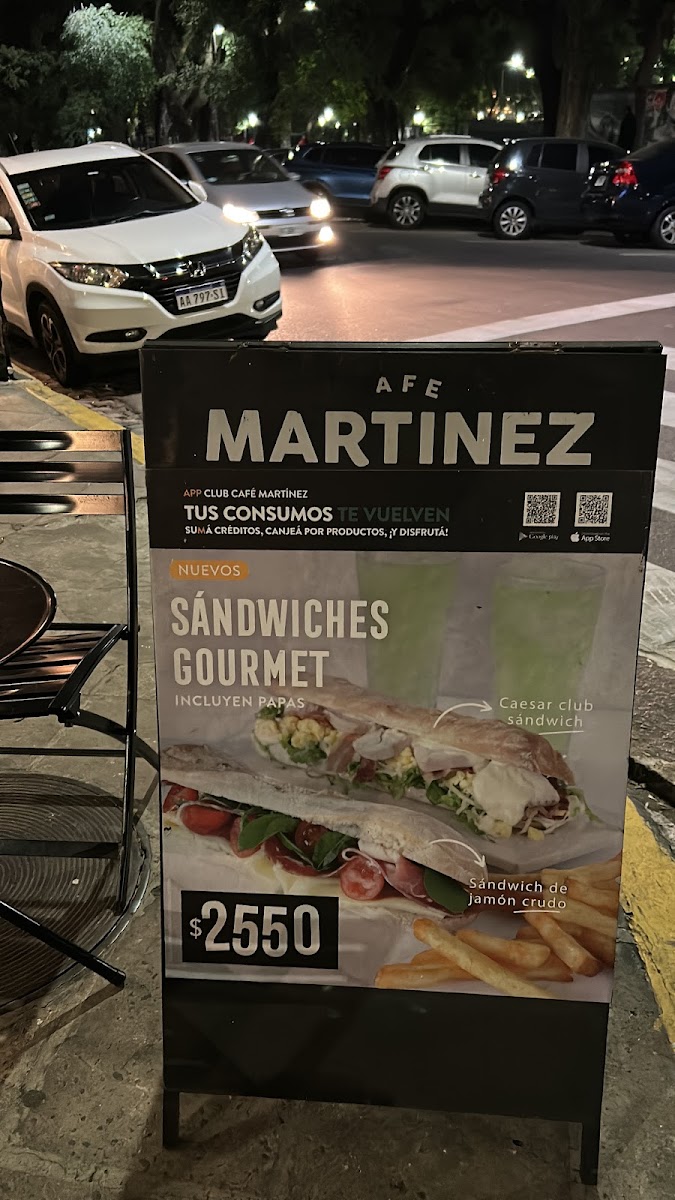 AFE
MARTINEZ
APP CLUB CAFÉ MARTÍNEZ
TUS CONSUMOS TE VUELVEN
SUMÁ CRÉDITOS, CANJEÁ POR PRODUCTOS, ¡Y DISFRUTÁ!
Google play
App Store
NUEVOS
SÁNDWICHES
GOURMET
INCLUYEN PAPAS
Caesar club
sándwich
Sándwich de
jamón crudo
$2550
AA 797·SI